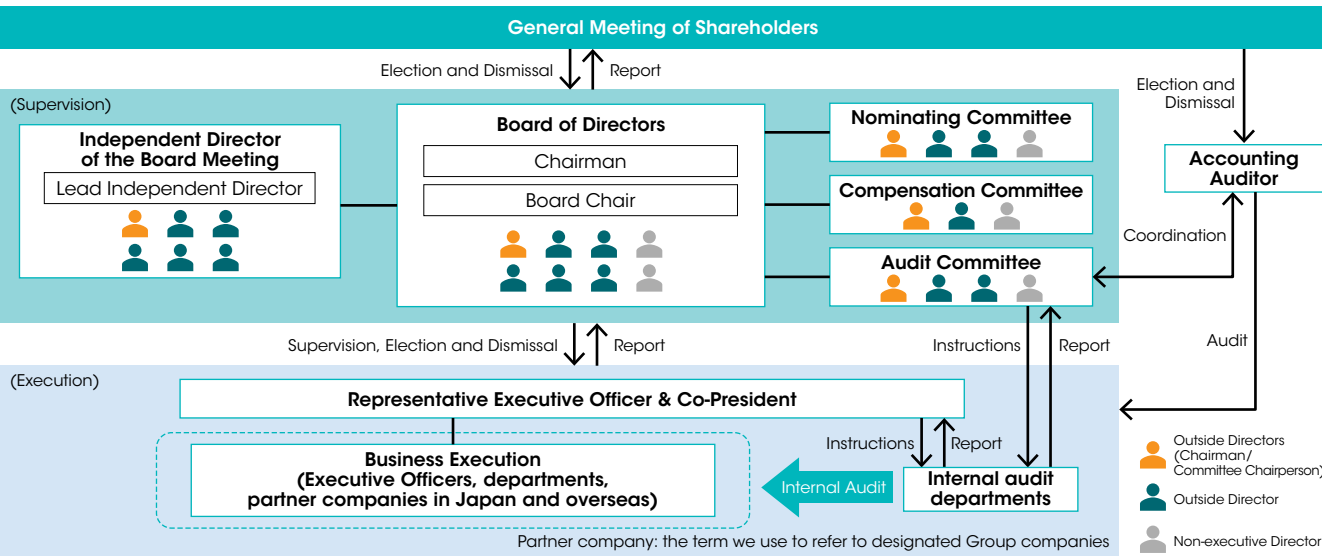 General Meeting of Shareholders
Election and Dismissal
Report
Election and
Dismissal
(Supervision)
Independent Director
of the Board Meeting
Lead Independent Director
Board of Directors
Chairman
Board Chair
Nominating Committee
Compensation Committee
Audit Committee
Accounting
Auditor
Coordination
Supervision, Election and Dismissal
Report
Instructions
Report
Audit
(Execution)
Representative Executive Officer & Co-President
Instructions
Report
Business Execution
(Executive Officers, departments,
partner companies in Japan and overseas)
Internal Audit
Internal audit
departments
Partner company: the term we use to refer to designated Group companies
Outside Directors
(Chairman/
Committee Chairperson)
Outside Director
Non-executive Director